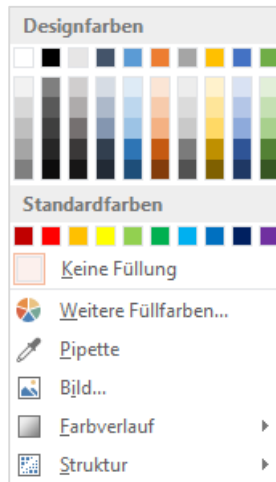 Designfarben
Standardfarben
Keine Füllung
Weitere Füllfarben...
Pipette
Bild...
Farbverlauf
Struktur